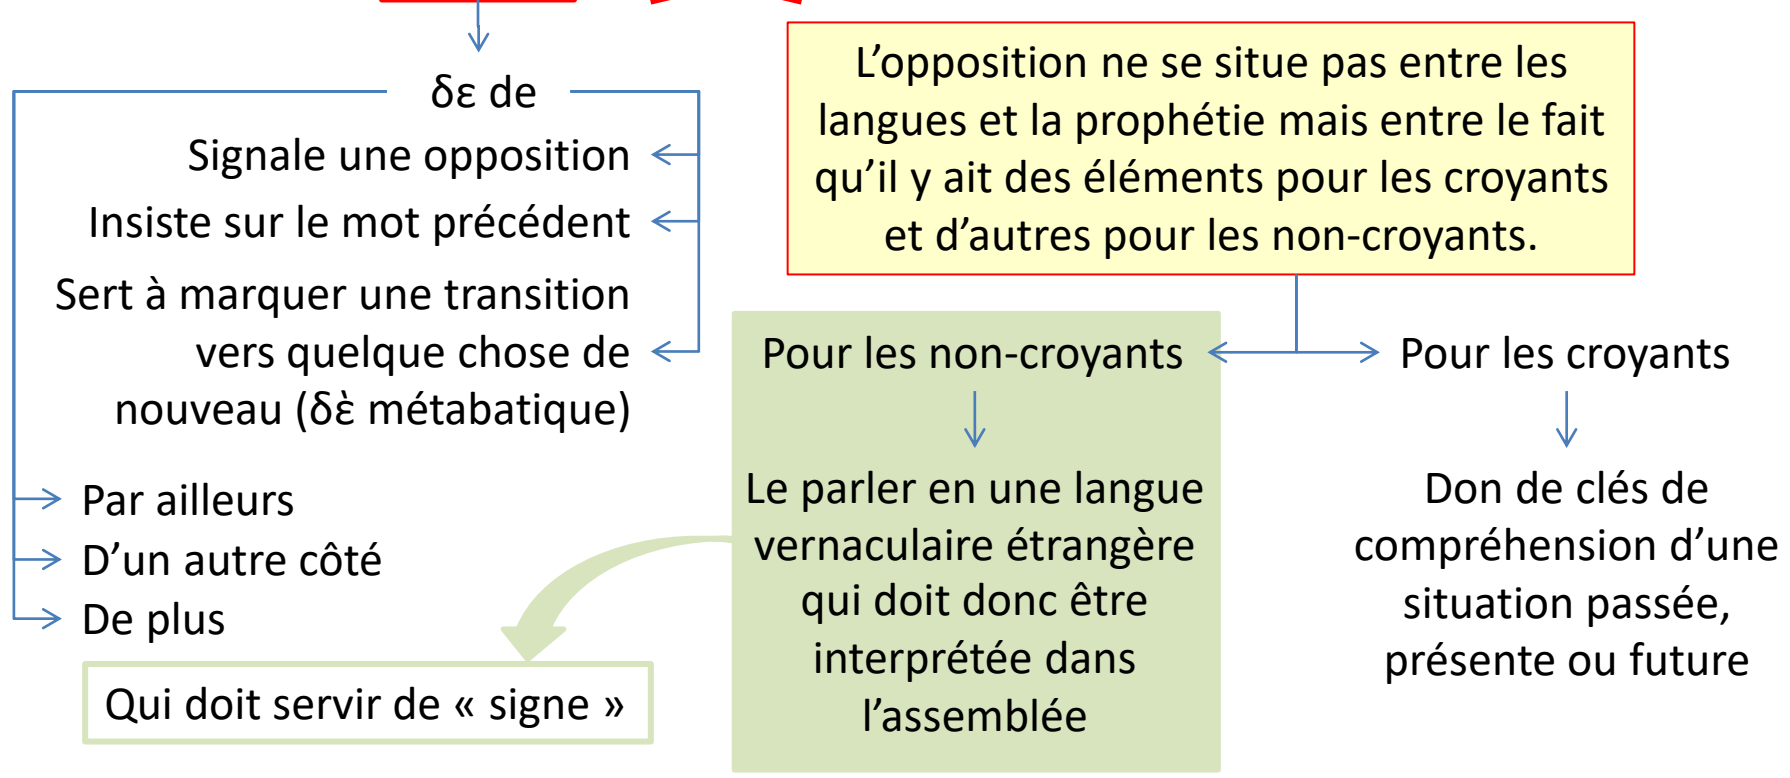 δε de
Signale une opposition
Insiste sur le mot précédent
Sert à marquer une transition
vers quelque chose de
nouveau (δὲ métabatique)
Par ailleurs
D’un autre côté
De plus
Qui doit servir de « signe »
L’opposition ne se situe pas entre les
langues et la prophétie mais entre le fait
qu’il y ait des éléments pour les croyants
et d’autres pour les non-croyants.
Pour les non-croyants
Le parler en une langue
vernaculaire étrangère
qui doit donc être
interprétée dans
l’assemblée
Pour les croyants
Don de clés de
compréhension d’une
situation passée,
présente ou future